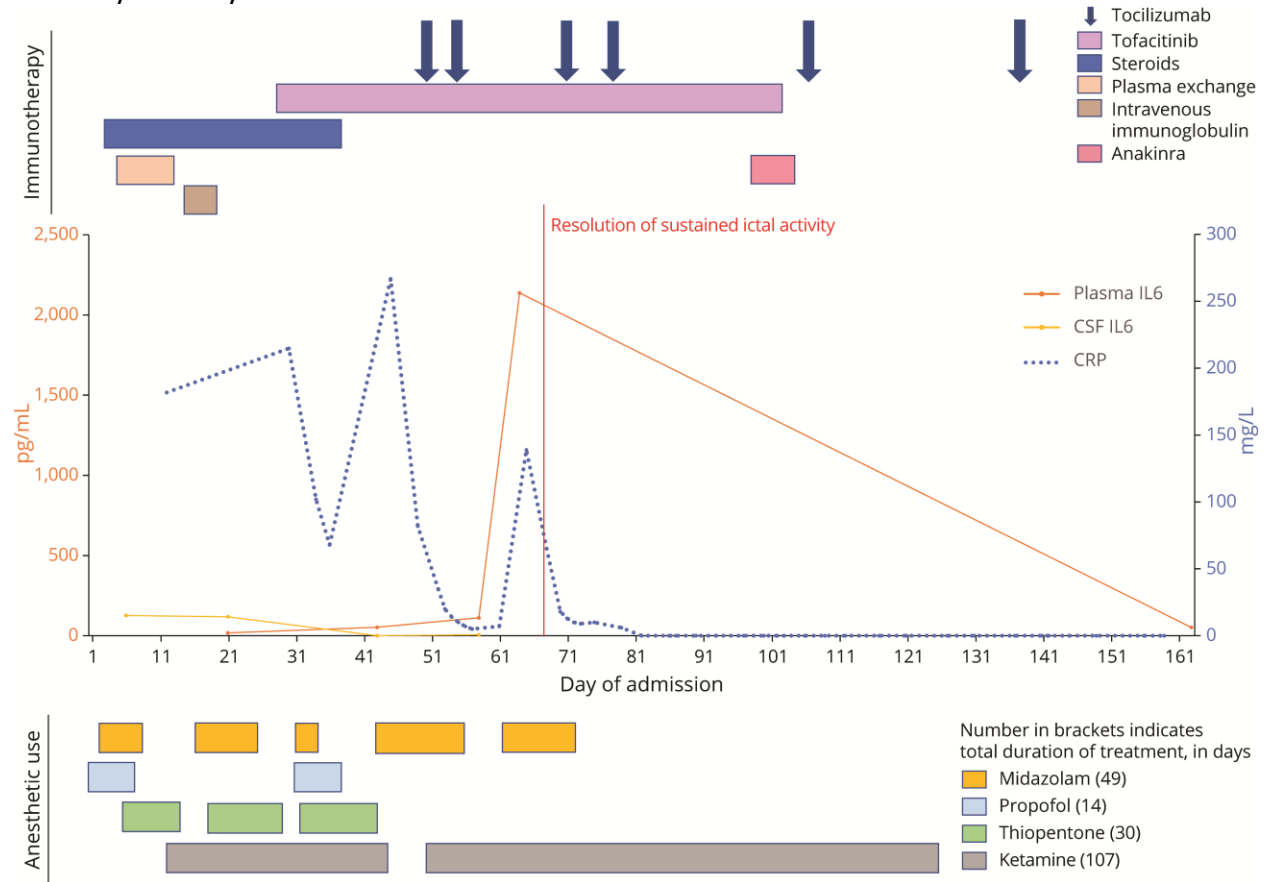 Immunotherapy
Tocilizumab
Tofacitinib
Steroids
Plasma exchange
Intravenous
immunoglobulin
Anakinra
Resolution of sustained ictal activity
2,500
2,000
1,500
1,000
500
0
pg/mL
300
250
200
150
100
50
0
mg/L
Plasma IL6
CSF IL6
CRP
1 11 21 31 41 51 61 71 81 91 101 111 121 131 141 151 161
Day of admission
Anesthetic use
Number in brackets indicates
total duration of treatment, in days
Midazolam (49)
Propofol (14)
Thiopentone (30)
Ketamine (107)